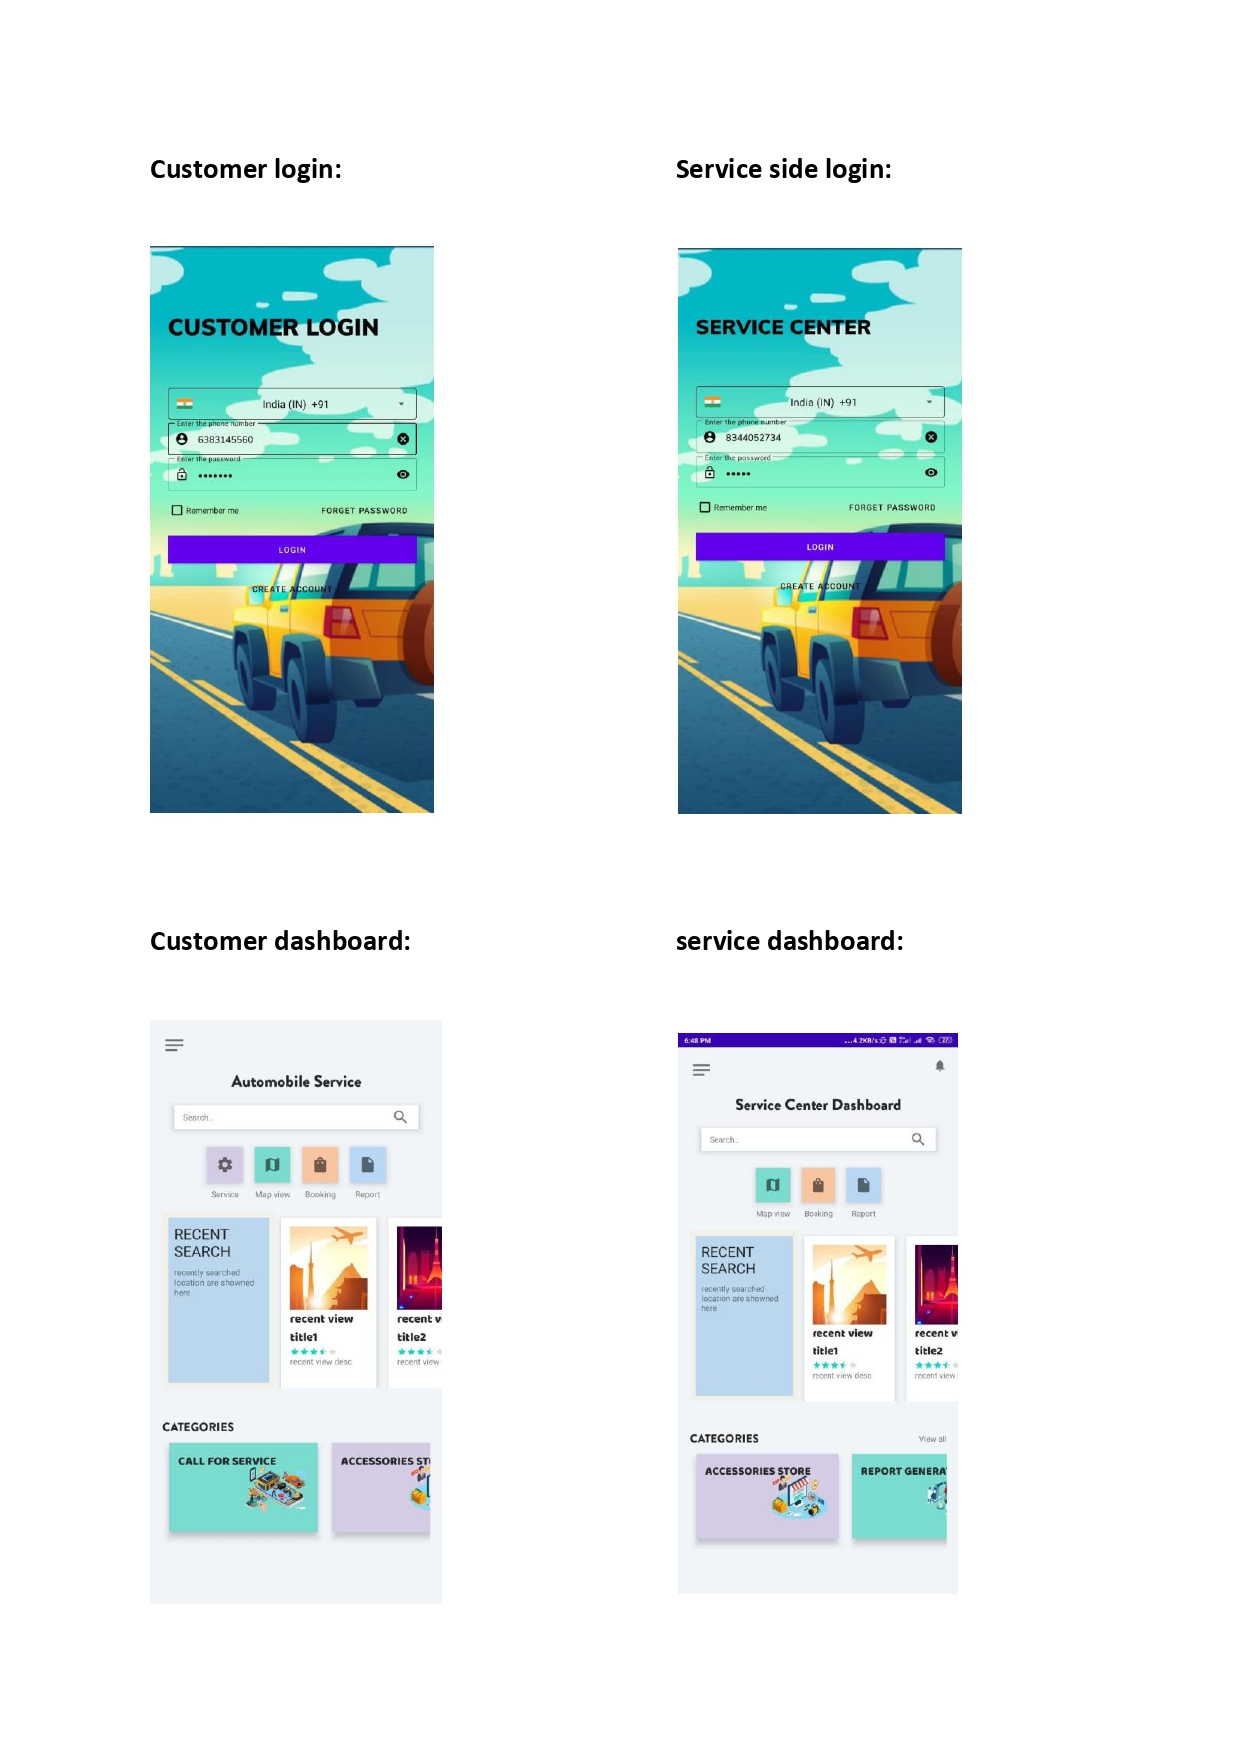 Customer login:
Service side login:
CUSTOMER LOGIN
India (IN) +91
Enter the phone number
6383145560
Enter the password
•••••••
Remember me
FORGET PASSWORD
LOGIN
CREATE ACCOUNT
SERVICE CENTER
India (IN) +91
Enter the phone number
8344052734
Enter the password
•••••
Remember me
FORGET PASSWORD
LOGIN
CREATE ACCOUNT
Customer dashboard:
service dashboard:
Automobile Service
Search..
Service
Map view
Booking
Report
RECENT
SEARCH
recently searched
location are showned
here
recent view
title1
recent view desc
recent v
title2
recent view
CATEGORIES
CALL FOR SERVICE
ACCESSORIES ST
6:48 PM
...4.2KB/s
Service Center Dashboard
Search..
Map view
Booking
Report
RECENT
SEARCH
recently searched
location are showned
here
recent view
title1
recent view desc
recent v
title2
recent view
CATEGORIES
View all
ACCESSORIES STORE
REPORT GENERA